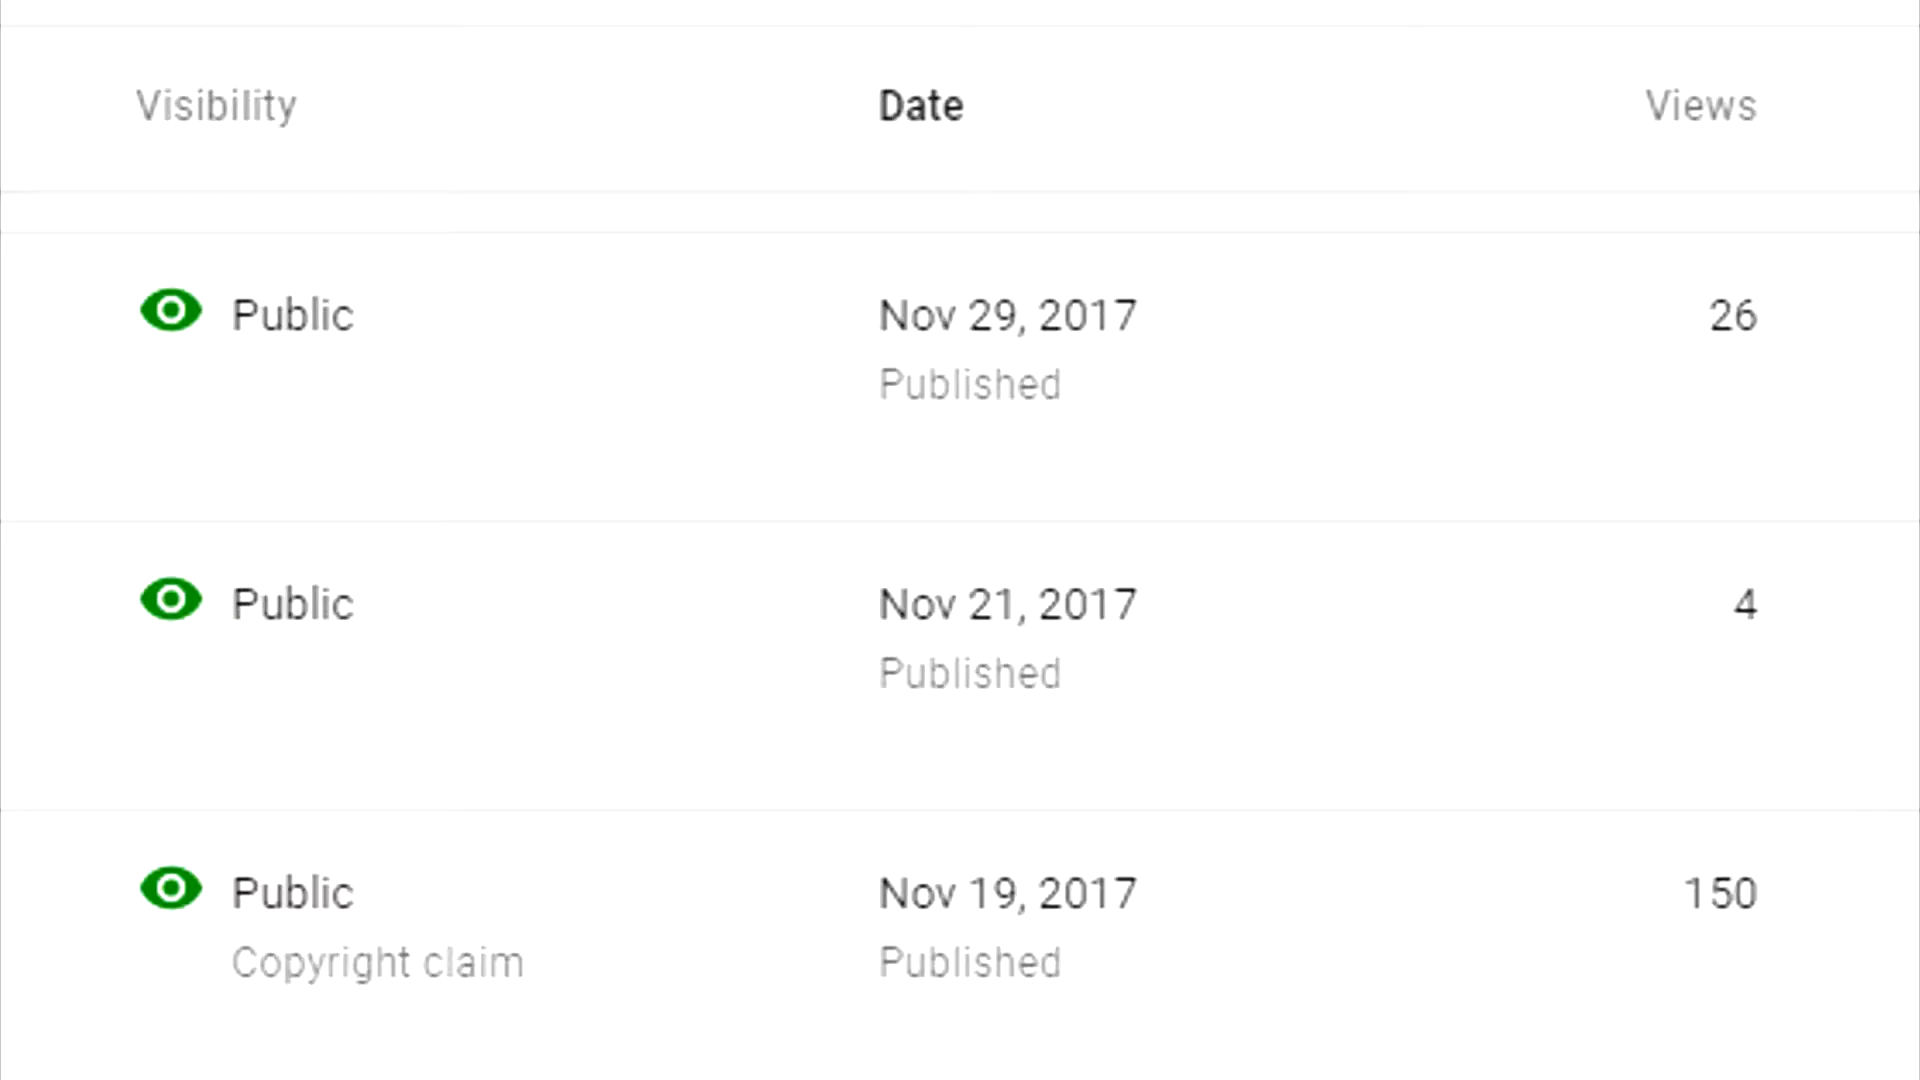 Visibility Date Views
Public Nov 29, 2017 26
Published
Public Nov 21, 2017 4
Published
Public Nov 19, 2017 150
Copyright claim Published